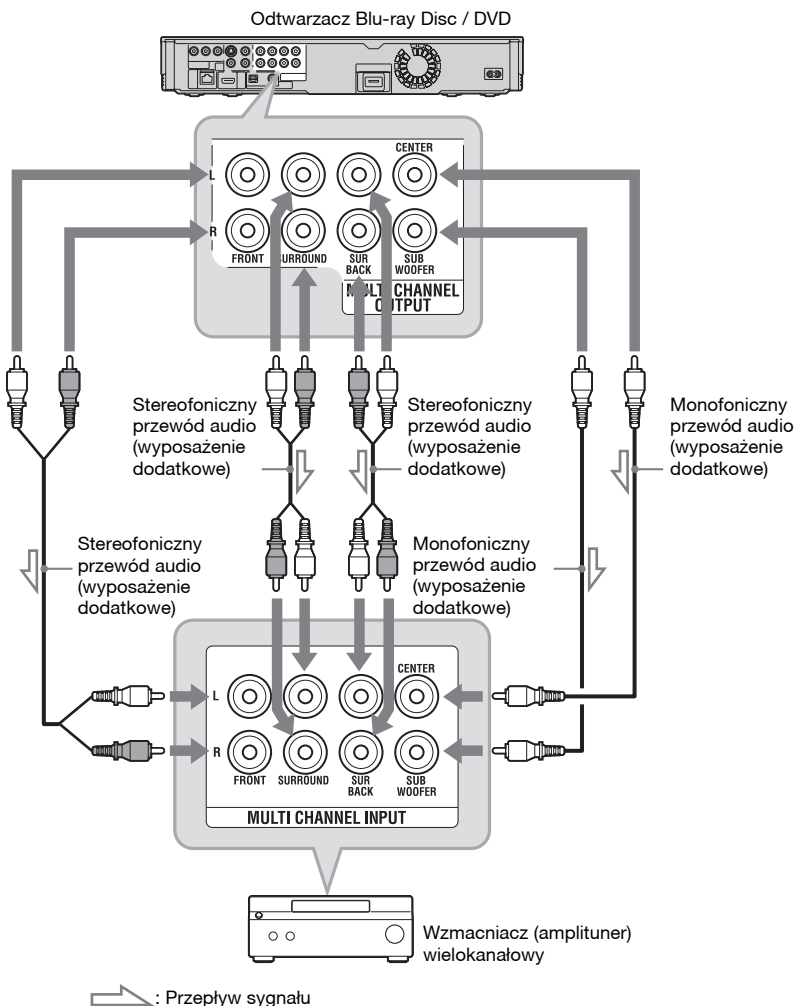 Odtwarzacz Blu-ray Disc / DVD
CENTER
L
R
FRONT
SURROUND
SUR
BACK
SUB
WOOFER
MULTI CHANNEL
OUTPUT
Stereofoniczny
przewód audio
(wyposażenie
dodatkowe)
Stereofoniczny
przewód audio
(wyposażenie
dodatkowe)
Monofoniczny
przewód audio
(wyposażenie
dodatkowe)
Stereofoniczny
przewód audio
(wyposażenie
dodatkowe)
Monofoniczny
przewód audio
(wyposażenie
dodatkowe)
CENTER
L
R
FRONT
SURROUND
SUR
BACK
SUB
WOOFER
MULTI CHANNEL INPUT
Wzmacniacz (amplituner)
wielokanałowy
: Przepływ sygnału